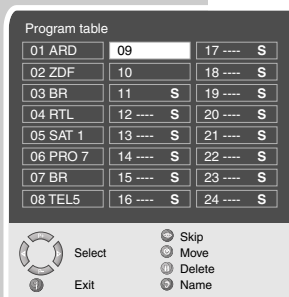 Program table
01 ARD 09 17 ---- S
02 ZDF 10 18 ---- S
03 BR 11 S 19 ---- S
04 RTL 12 ---- S 20 ---- S
05 SAT 1 13 ---- S 21 ---- S
06 PRO 7 14 ---- S 22 ---- S
07 BR 15 ---- S 23 ---- S
08 TEL5 16 ---- S 24 ---- S
Skip
Select Move
Delete
Exit Name